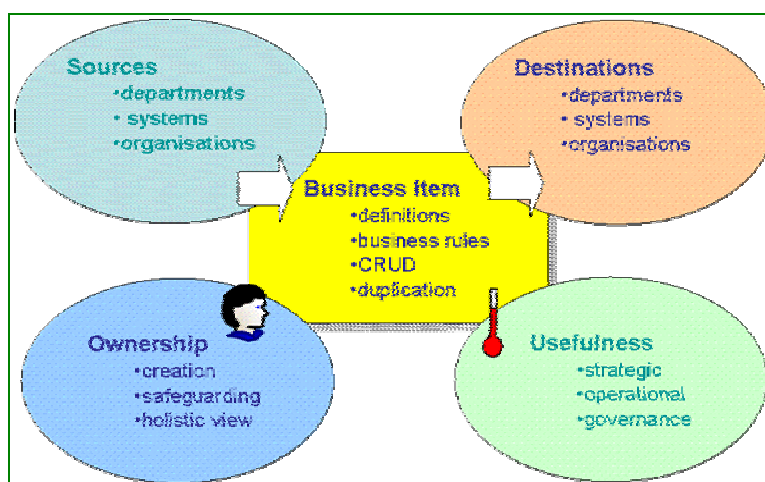 Sources
•departments
• systems
•organisations
Destinations
•departments
• systems
•organisations
Business Item
•definitions
•business rules
•CRUD
•duplication
Ownership
•creation
•safeguarding
•holistic view
Usefulness
•strategic
•operational
•governance